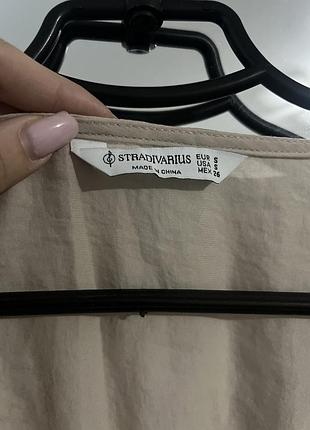 STRADIVARIUS
MADE IN CHINA
EUR S
USA S
MEX 26